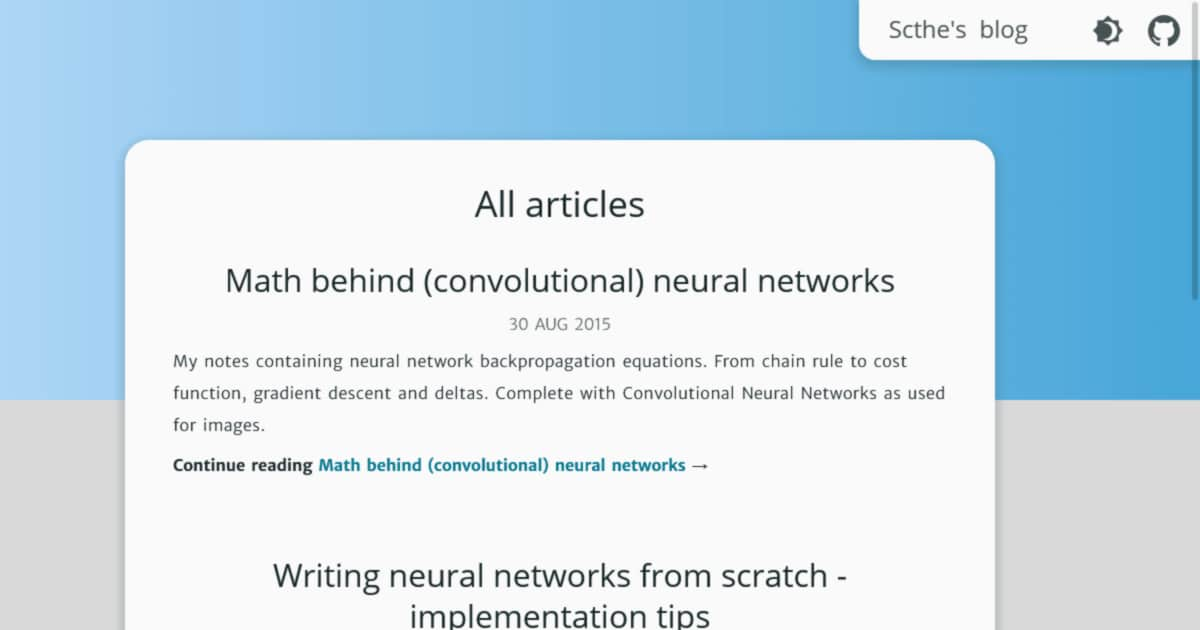 Scthe's blog
All articles
Math behind (convolutional) neural networks
30 AUG 2015
My notes containing neural network backpropagation equations. From chain rule to cost
function, gradient descent and deltas. Complete with Convolutional Neural Networks as used
for images.
Continue reading Math behind (convolutional) neural networks →
Writing neural networks from scratch -
implementation tips